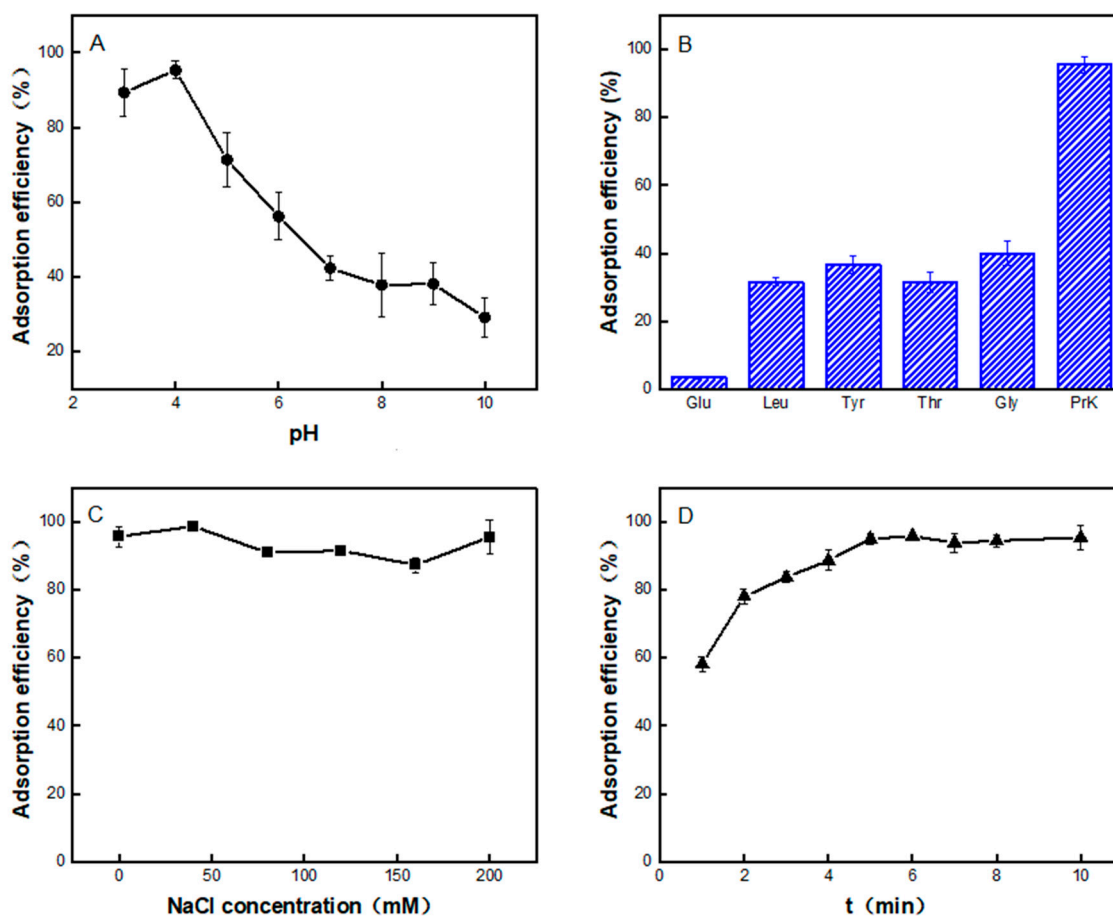 A
Adsorption efficiency（%）
100
80
60
40
20
2 4 6 8 10
pH
B
Adsorption efficiency (%)
100
80
60
40
20
0
Glu Leu Tyr Thr Gly PrK
C
Adsorption efficiency（%）
100
80
60
40
20
0
0 50 100 150 200
NaCl concentration（mM）
D
Adsorption efficiency（%）
100
80
60
40
20
0
0 2 4 6 8 10
t（min）